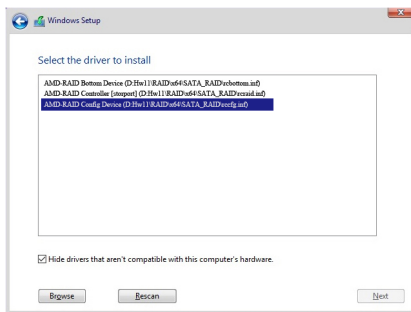 Windows Setup
Select the driver to install
AMD-RAID Bottom Device (D:Hw11\RAID\x64\SATA_RAID\rcbottom.inf)
AMD-RAID Controller [storport] (D:Hw11\RAID\x64\SATA_RAID\rcraid.inf)
AMD-RAID Config Device (D:Hw11\RAID\x64\SATA_RAID\rccfg.inf)
Hide drivers that aren't compatible with this computer's hardware.
Browse
Rescan
Next